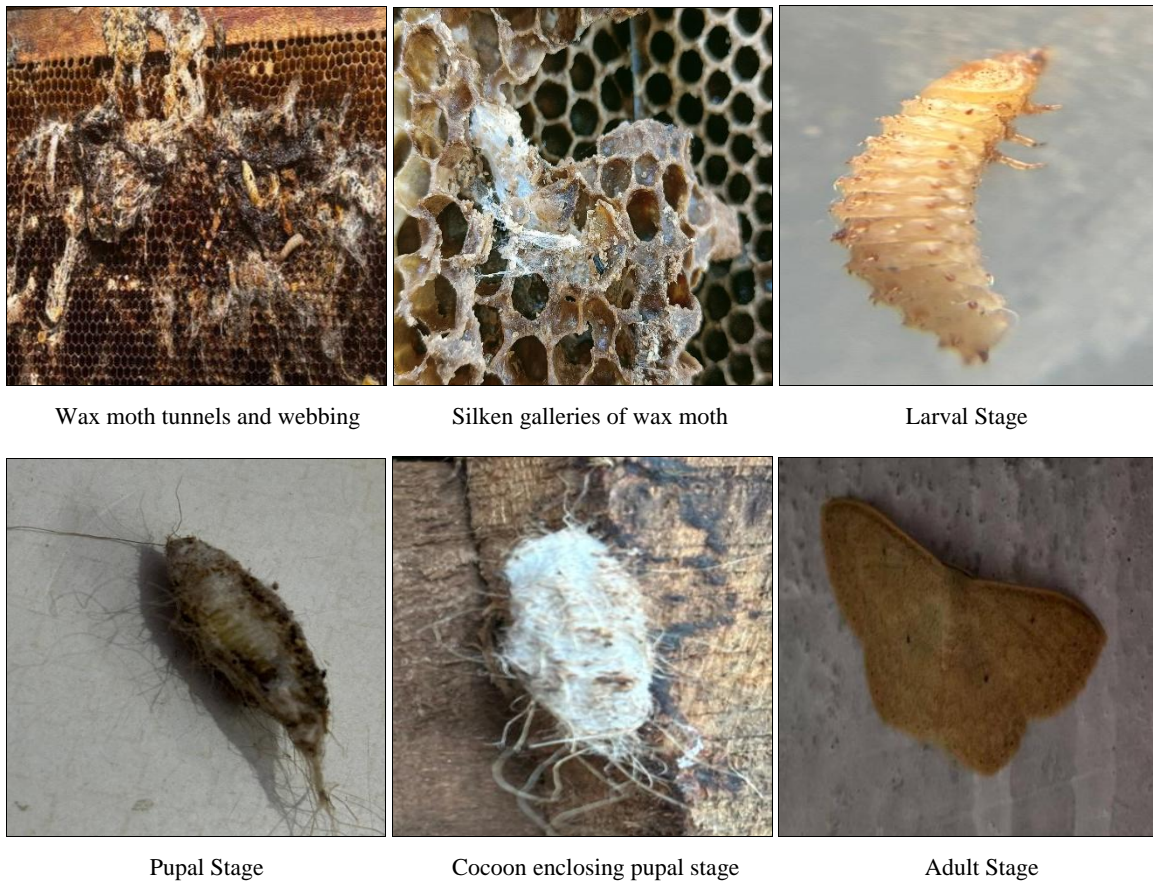 Wax moth tunnels and webbing
Silken galleries of wax moth
Larval Stage
Pupal Stage
Cocoon enclosing pupal stage
Adult Stage